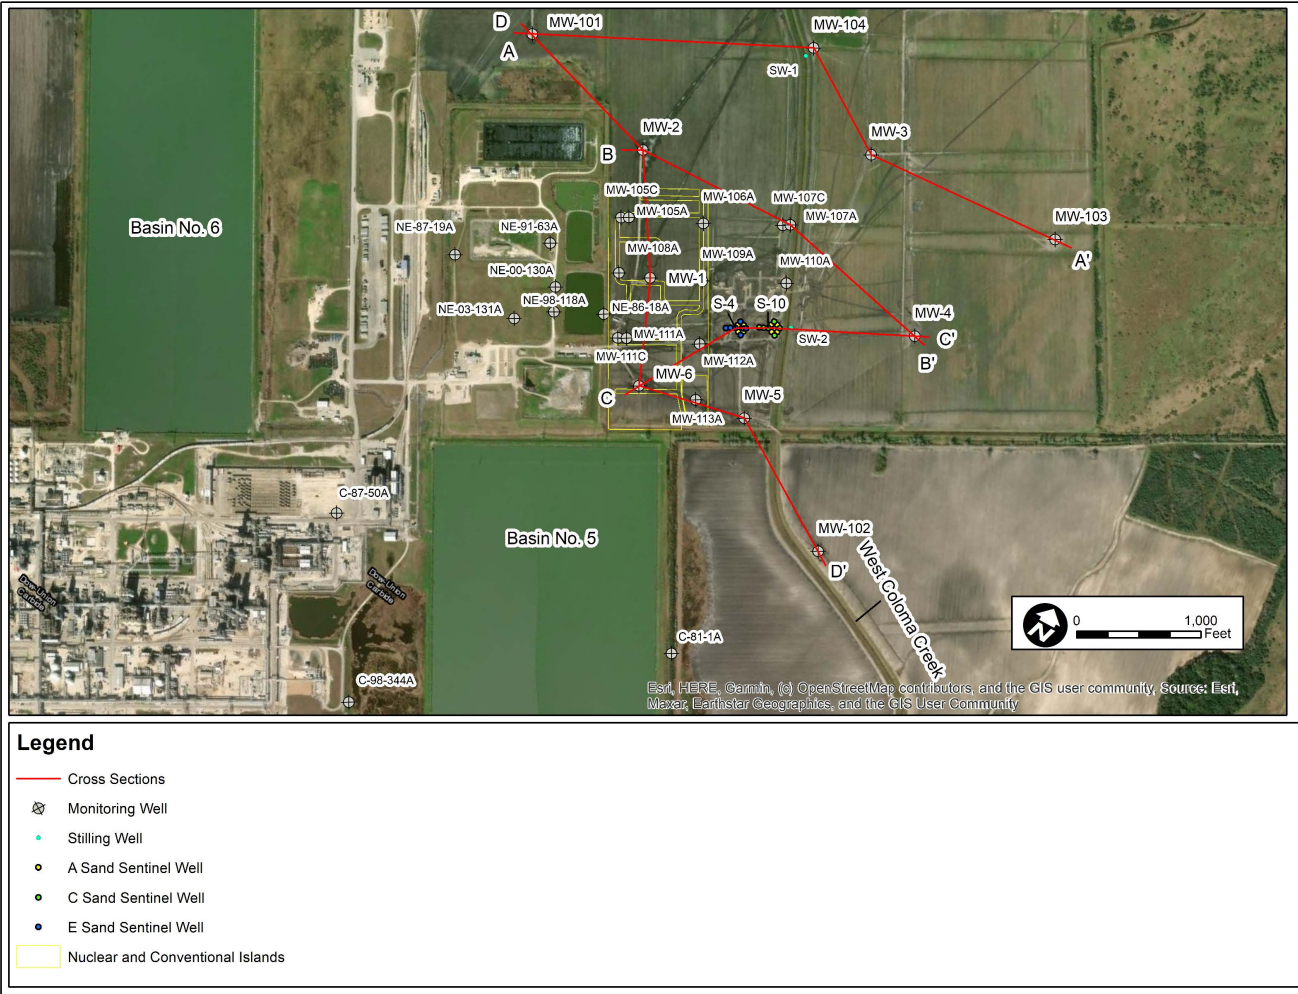 D
MW-101
A
MW-104
SW-1
MW-2
B
MW-3
MW-105C
MW-106A
MW-107C
MW-105A
MW-107A
MW-103
A'
Basin No. 6
NE-87-19A
NE-91-63A
MW-108A
MW-109A
MW-110A
NE-00-130A
MW-1
NE-98-118A
NE-86-18A
NE-03-131A
S-4
S-10
MW-4
C'
B'
SW-2
MW-111A
MW-111C
MW-112A
MW-6
C
MW-5
MW-113A
C-87-50A
Basin No. 5
MW-102
D'
West Coloma Creek
Dow-Union
Carbide
Dow-Union
Carbide
C-81-1A
C-98-344A
N
0
1,000
Feet
Esri, HERE, Garmin, (c) OpenStreetMap contributors, and the GIS user community, Source: Esri,
Maxar, Earthstar Geographics, and the GIS User Community
Legend
Cross Sections
Monitoring Well
Stilling Well
A Sand Sentinel Well
C Sand Sentinel Well
E Sand Sentinel Well
Nuclear and Conventional Islands